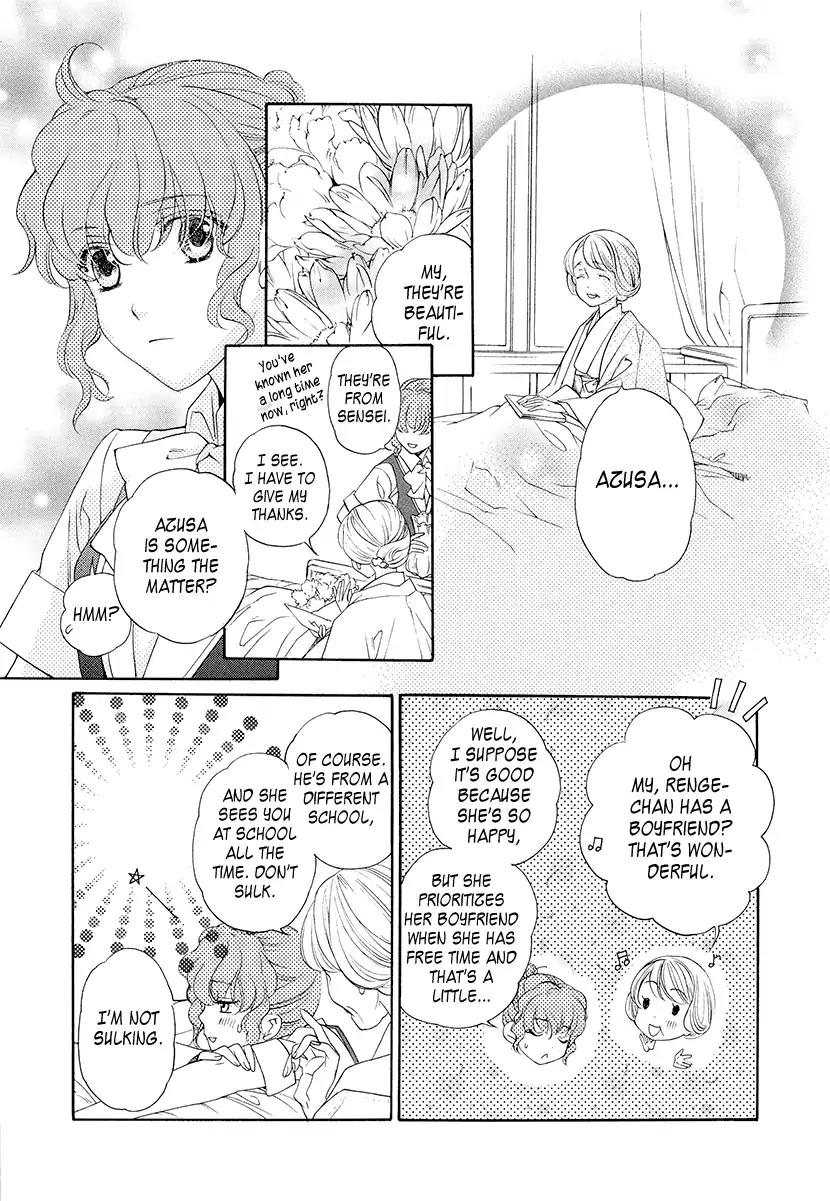 AZUSA...
MY,
THEY'RE
BEAUTI-
FUL.
THEY'RE
FROM
SENSEI.
You've
known her
a long time
now, right?
I SEE.
I HAVE TO
GIVE MY
THANKS.
AZUSA
IS SOME-
THING THE
MATTER?
HMM?
OH
MY, RENGE-
CHAN HAS A
BOYFRIEND?
THAT'S WON-
DERFUL.
WELL,
I SUPPOSE
IT'S GOOD
BECAUSE
SHE'S SO
HAPPY,
BUT SHE
PRIORITIZES
HER BOYFRIEND
WHEN SHE HAS
FREE TIME AND
THAT'S A
LITTLE...
OF COURSE.
HE'S FROM A
DIFFERENT
SCHOOL,
AND SHE
SEES YOU
AT SCHOOL
ALL THE
TIME. DON'T
SULK.
I'M NOT
SULKING.